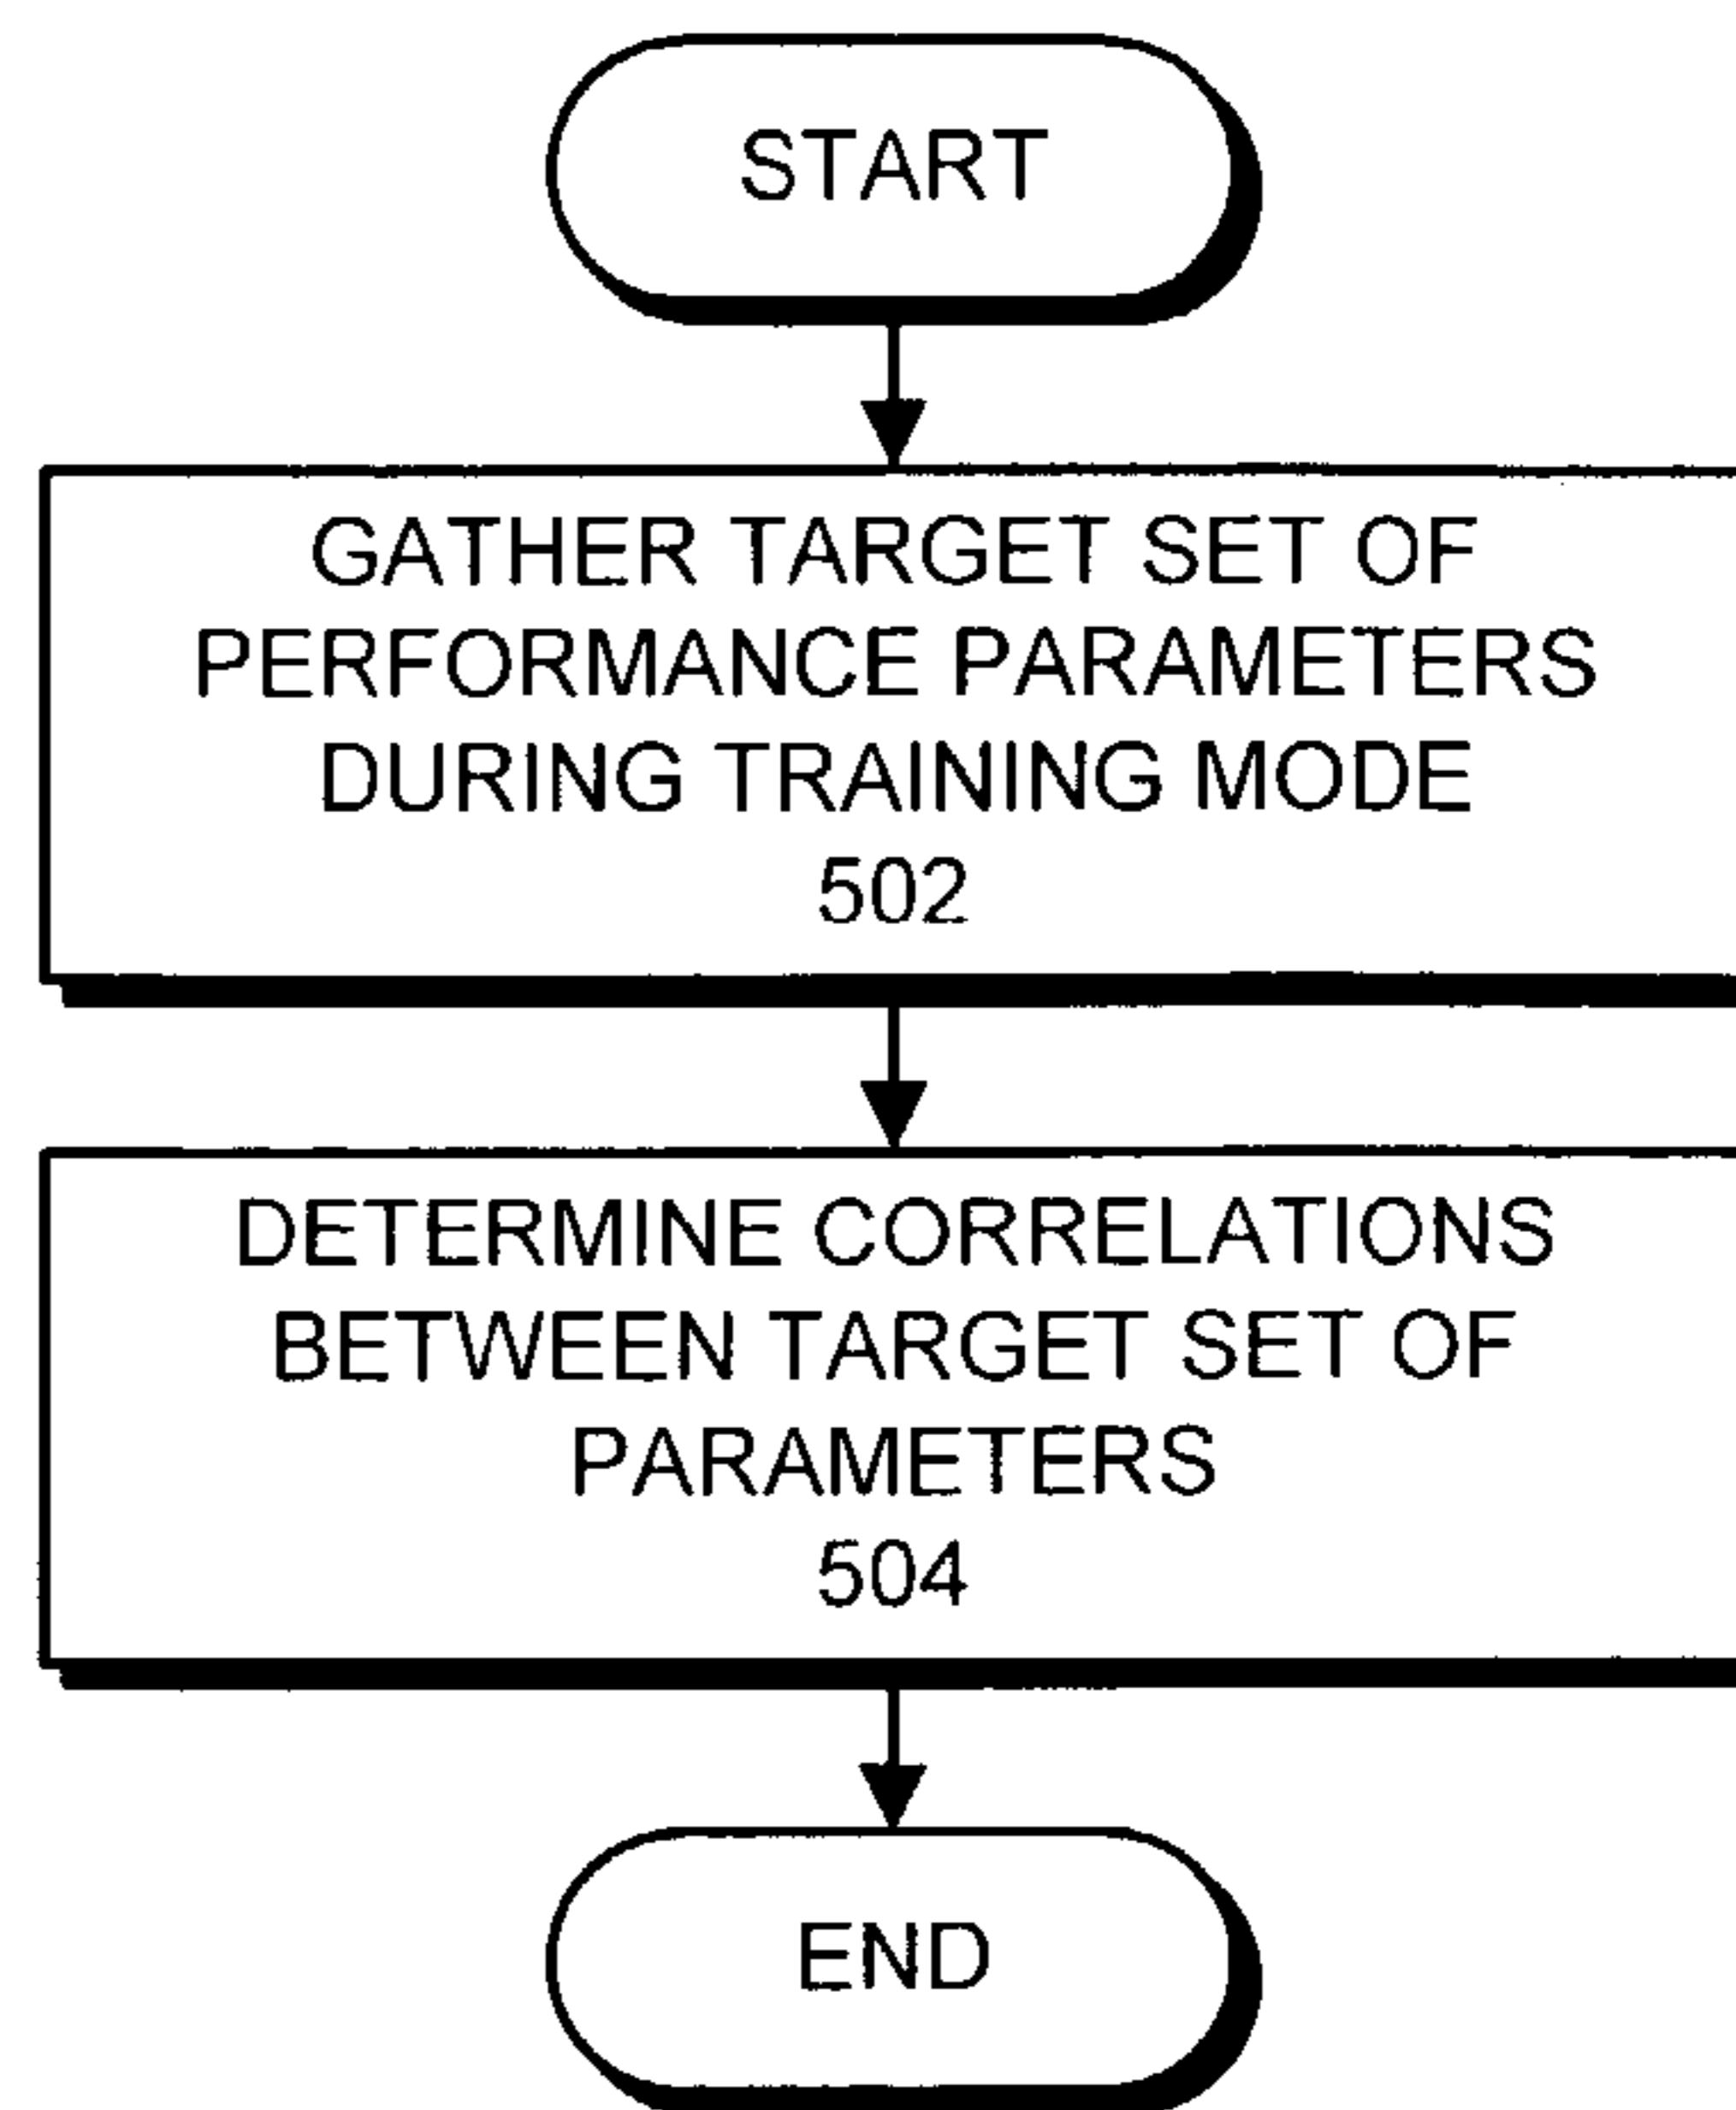 START
GATHER TARGET SET OF
PERFORMANCE PARAMETERS
DURING TRAINING MODE
502
DETERMINE CORRELATIONS
BETWEEN TARGET SET OF
PARAMETERS
504
END